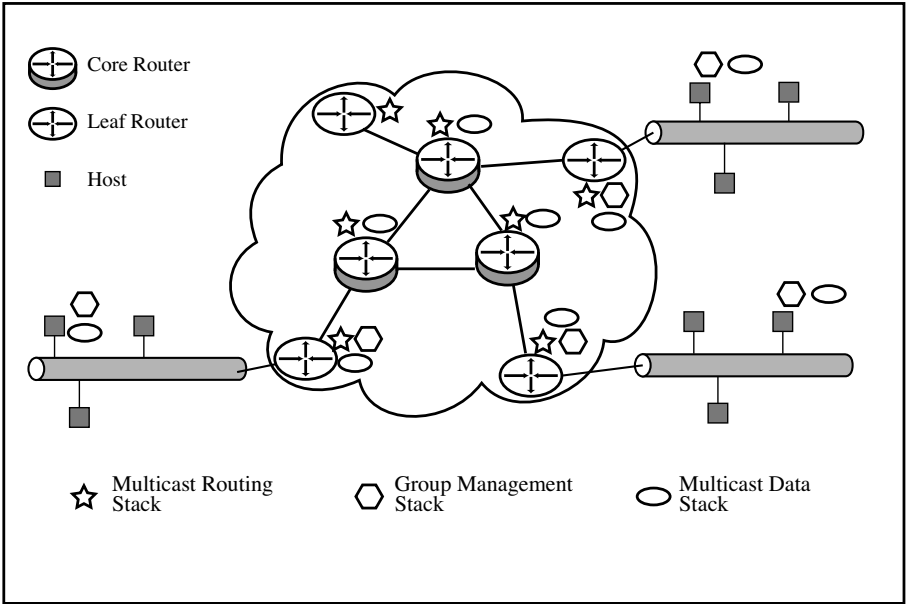 Core Router
Leaf Router
Host
Multicast Routing
Stack
Group Management
Stack
Multicast Data
Stack